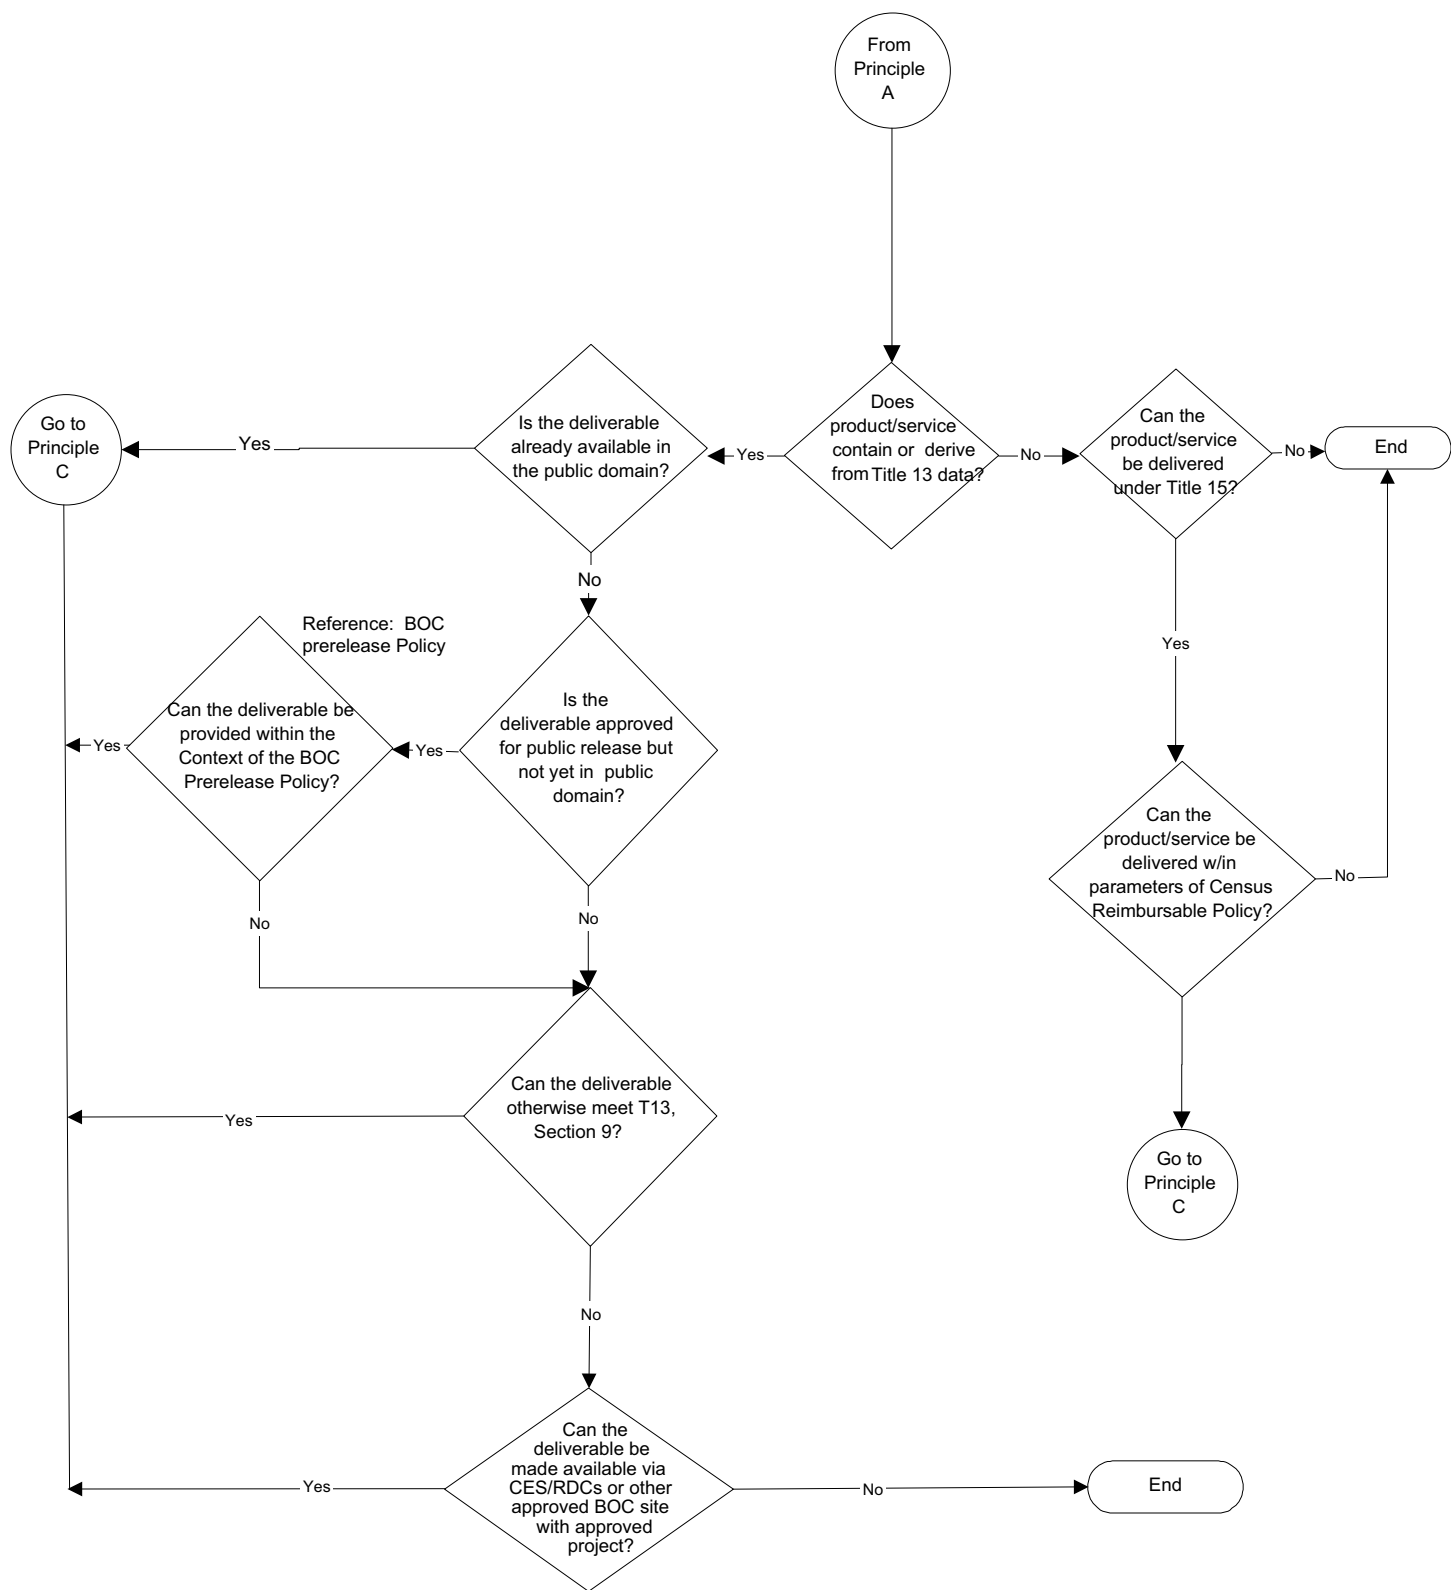 From
Principle
A
Does
product/service
contain or derive
from Title 13 data?
Yes
No
Is the deliverable
already available in
the public domain?
Yes
Go to
Principle
C
No
Can the
product/service
be delivered
under Title 15?
No
End
Yes
Reference: BOC
prerelease Policy
Is the
deliverable approved
for public release but
not yet in public
domain?
Yes
Can the deliverable be
provided within the
Context of the BOC
Prerelease Policy?
Yes
No
No
Can the
product/service be
delivered w/in
parameters of Census
Reimbursable Policy?
No
Go to
Principle
C
Can the deliverable
otherwise meet T13,
Section 9?
Yes
No
Can the
deliverable be
made available via
CES/RDCs or other
approved BOC site
with approved
project?
Yes
No
End